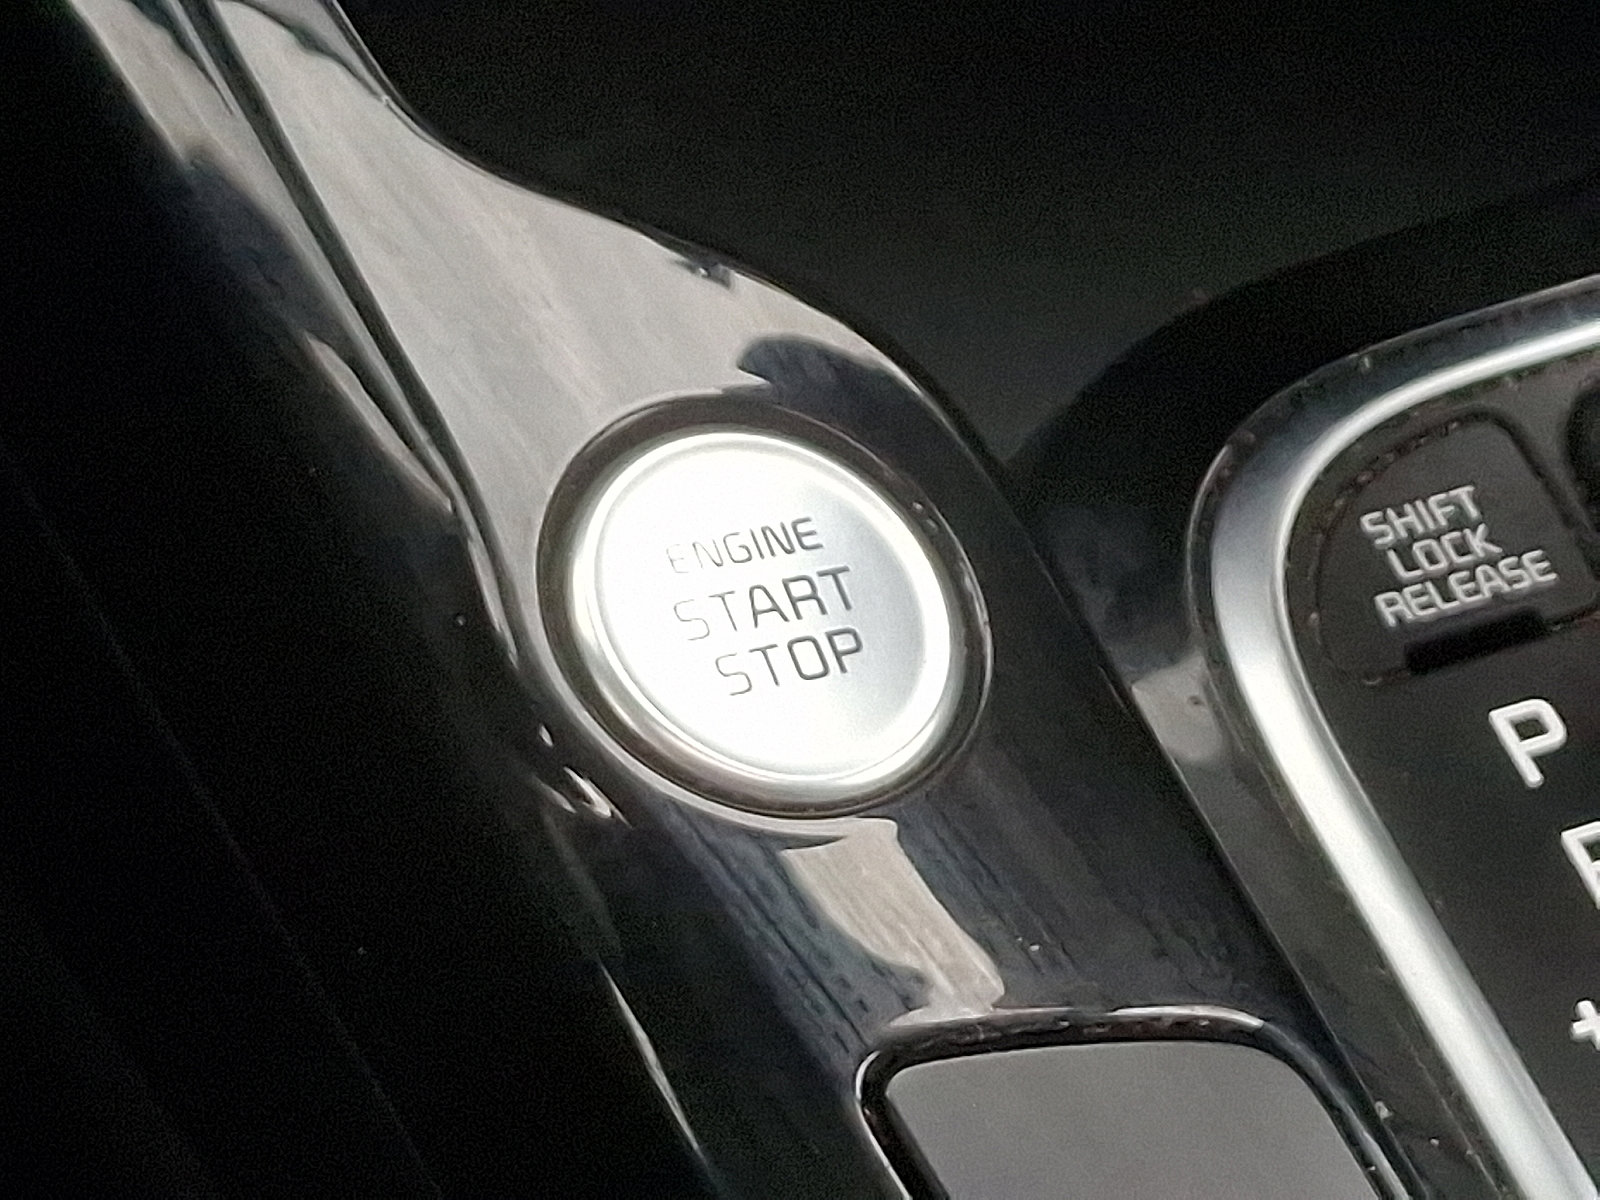 ENGINE
START
STOP
SHIFT
LOCK
RELEASE
P
R
+